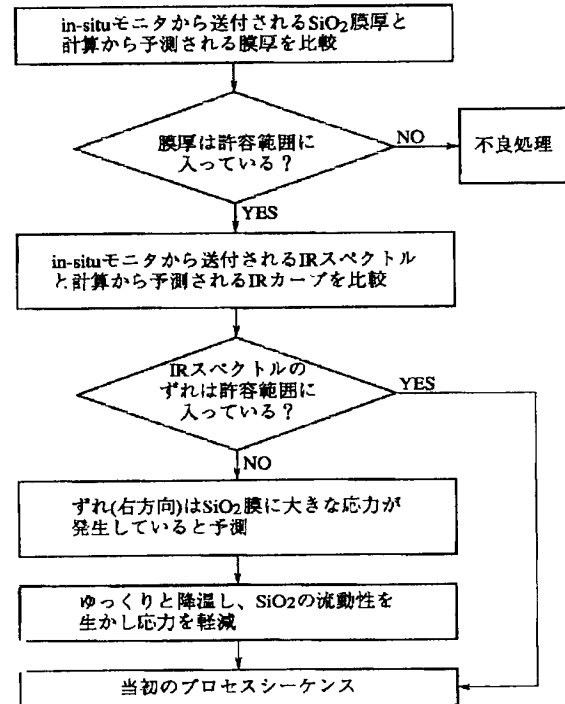 in-situモニタから送付されるSiO₂膜厚と
計算から予測される膜厚を比較
膜厚は許容範囲に
入っている？
NO
不良処理
YES
in-situモニタから送付されるIRスペクトル
と計算から予測されるIRカーブを比較
IRスペクトルの
ずれは許容範囲に
入っている？
YES
NO
ずれ(右方向)はSiO₂膜に大きな応力が
発生していると予測
ゆっくりと降温し、SiO2の流動性を
生かし応力を軽減
当初のプロセスシーケンス